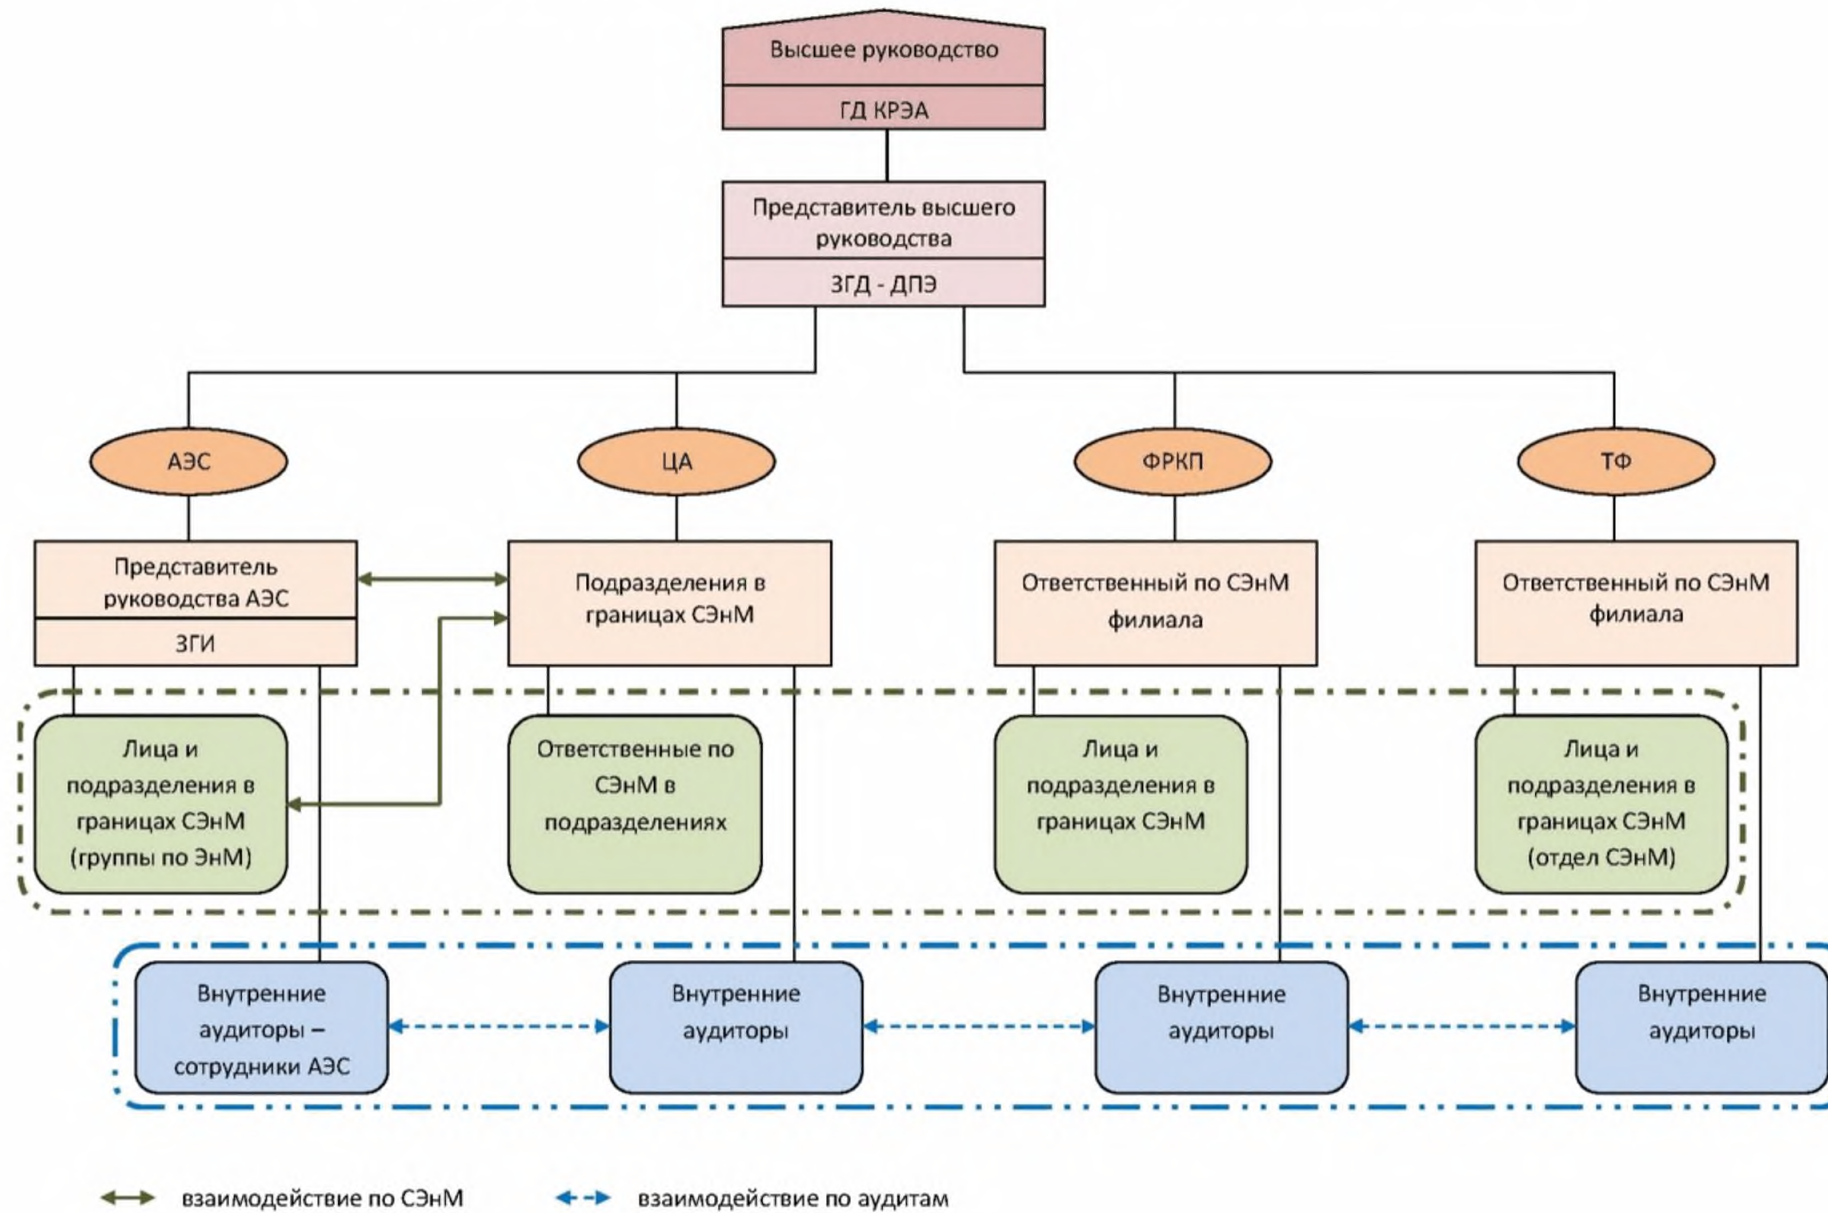 Высшее руководство
ГД КРЭА
Представитель высшего
руководства
ЗГД - ДПЭ
АЭС
ЦА
ФРКП
ТФ
Представитель
руководства АЭС
ЗГИ
Подразделения в
границах СЭнМ
Ответственный по СЭнМ
филиала
Ответственный по СЭнМ
филиала
Лица и
подразделения в
границах СЭнМ
(группы по ЭнМ)
Ответственные по
СЭнМ в
подразделениях
Лица и
подразделения в
границах СЭнМ
Лица и
подразделения в
границах СЭнМ
(отдел СЭнМ)
Внутренние
аудиторы –
сотрудники АЭС
Внутренние
аудиторы
Внутренние
аудиторы
Внутренние
аудиторы
взаимодействие по СЭнМ
взаимодействие по аудитам